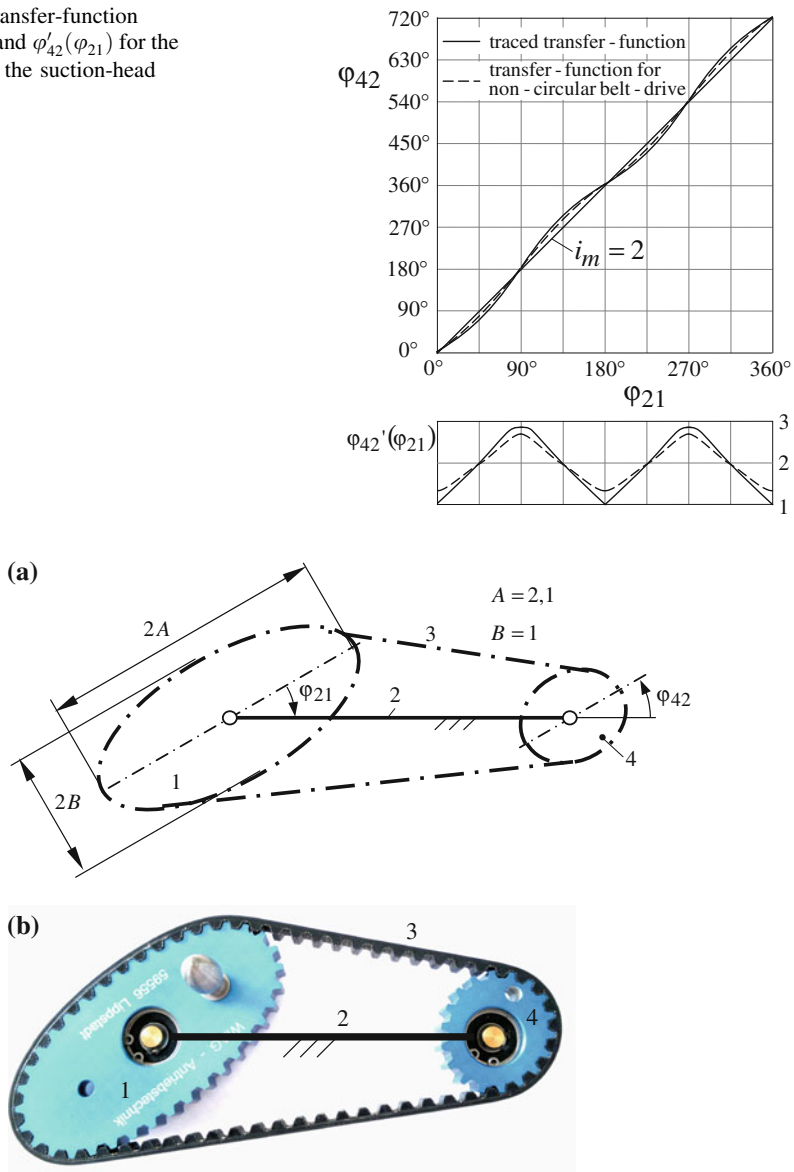 ansfer-function
and φ′42(φ21) for the
the suction-head
φ42
720°
630°
540°
450°
360°
270°
180°
90°
0°
traced transfer - function
transfer - function for
non - circular belt - drive
i_m = 2
0° 90° 180° 270° 360°
φ21
φ42'(φ21)
3
2
1
(a)
2A
A = 2,1
B = 1
3
φ21
2
φ42
1
4
2B
(b)
3
59556 Lippstadt
2
4
1
Antriebstechnik